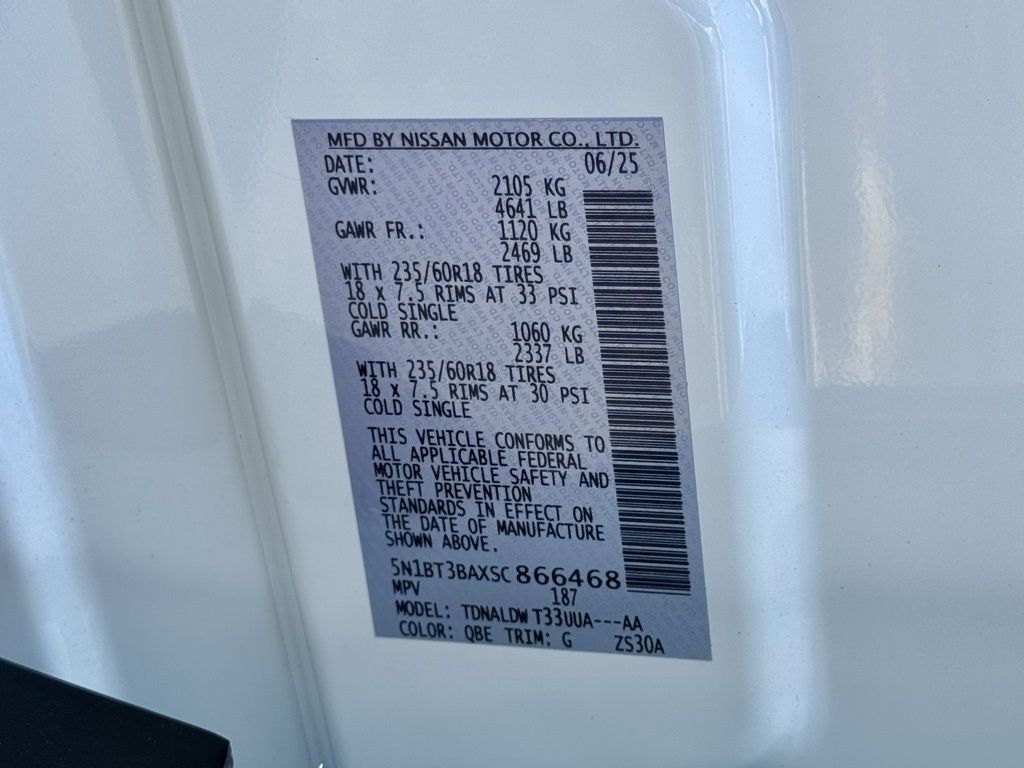 MFD BY NISSAN MOTOR CO., LTD.
DATE: 06/25
GVWR: 2105 KG
4641 LB
GAWR FR.: 1120 KG
2469 LB
WITH 235/60R18 TIRES
18 X 7.5 RIMS AT 33 PSI
COLD SINGLE
GAWR RR.: 1060 KG
2337 LB
WITH 235/60R18 TIRES
18 X 7.5 RIMS AT 30 PSI
COLD SINGLE
THIS VEHICLE CONFORMS TO
ALL APPLICABLE FEDERAL
MOTOR VEHICLE SAFETY AND
THEFT PREVENTION
STANDARDS IN EFFECT ON
THE DATE OF MANUFACTURE
SHOWN ABOVE.
5N1BT3BAXSC866468
MPV 187
MODEL: TDNALDW T33UUA---AA
COLOR: QBE TRIM: G ZS30A